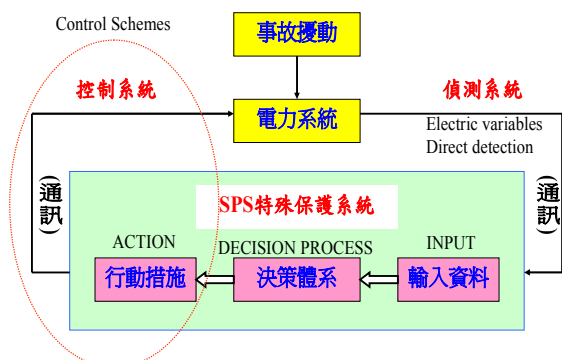 Control Schemes
事故擾動
控制系統
偵測系統
電力系統
Electric variables
Direct detection
(通訊)
(通訊)
SPS特殊保護系統
ACTION
DECISION PROCESS
INPUT
行動措施
決策體系
輸入資料